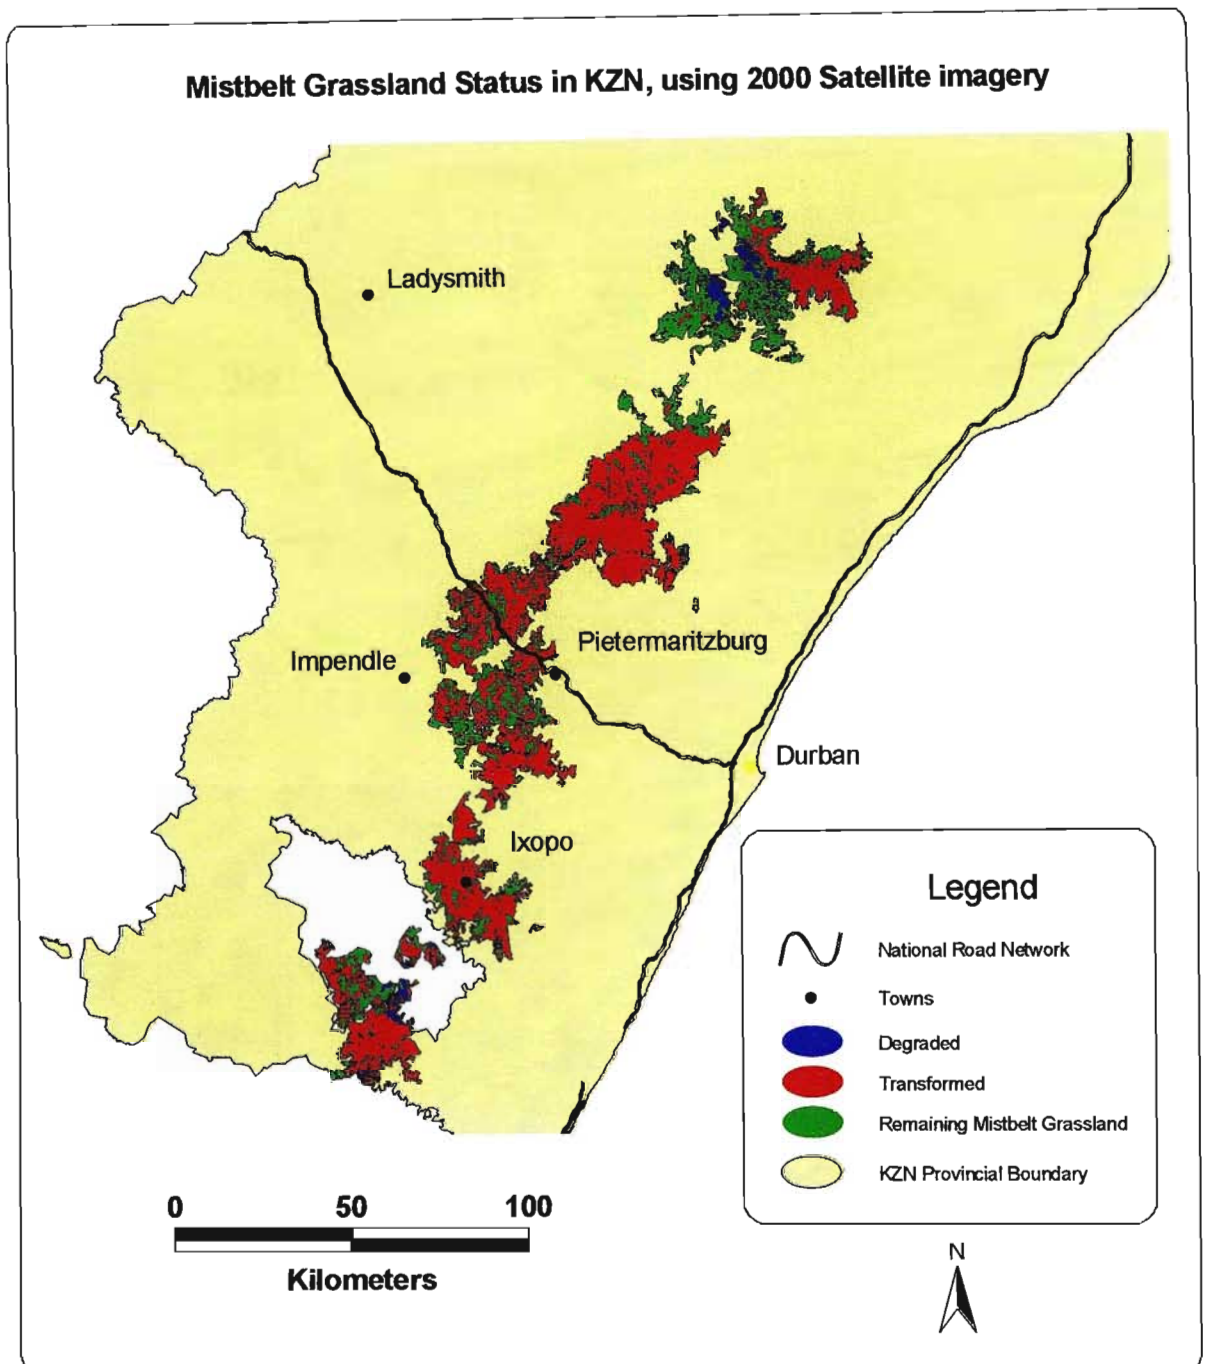 Mistbelt Grassland Status in KZN, using 2000 Satellite imagery
Ladysmith
Pietermaritzburg
Impendle
Durban
Ixopo
Legend
National Road Network
Towns
Degraded
Transformed
Remaining Mistbelt Grassland
KZN Provincial Boundary
0 50 100
Kilometers
N